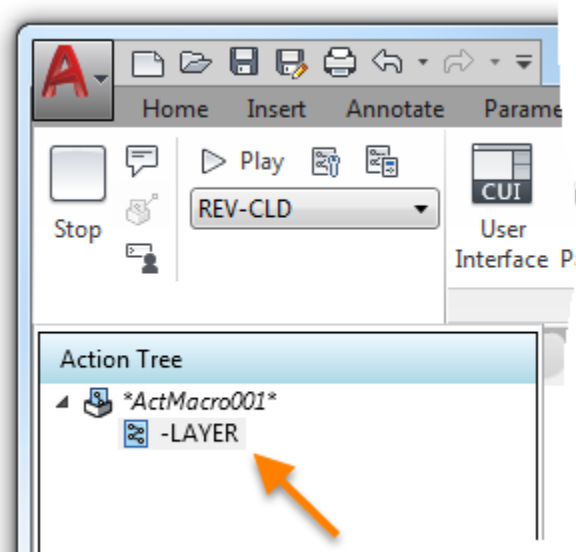 Home Insert Annotate Parame
Play
REV-CLD
Stop
CUI
User
Interface P
Action Tree
*ActMacro001*
-LAYER